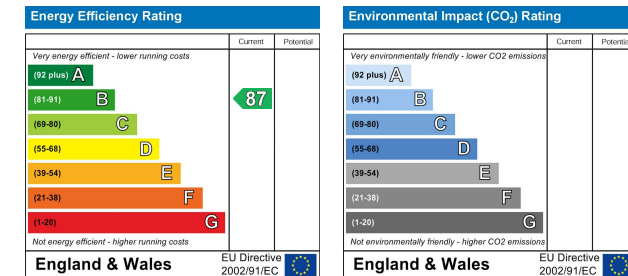 Energy Efficiency Rating
Current Potential
Very energy efficient - lower running costs
(92 plus) A
(81-91) B
87
(69-80) C
(55-68) D
(39-54) E
(21-38) F
(1-20) G
Not energy efficient - higher running costs
England & Wales
EU Directive
2002/91/EC
Environmental Impact (CO₂) Rating
Current Potential
Very environmentally friendly - lower CO2 emissions
(92 plus) A
(81-91) B
(69-80) C
(55-68) D
(39-54) E
(21-38) F
(1-20) G
Not environmentally friendly - higher CO2 emissions
England & Wales
EU Directive
2002/91/EC